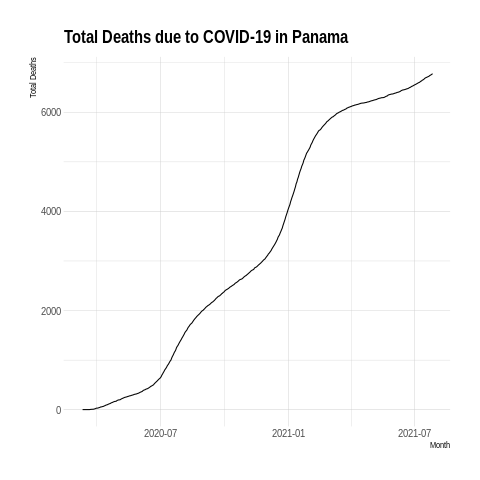 Total Deaths due to COVID-19 in Panama
Total Deaths
6000
4000
2000
0
2020-07
2021-01
2021-07
Month